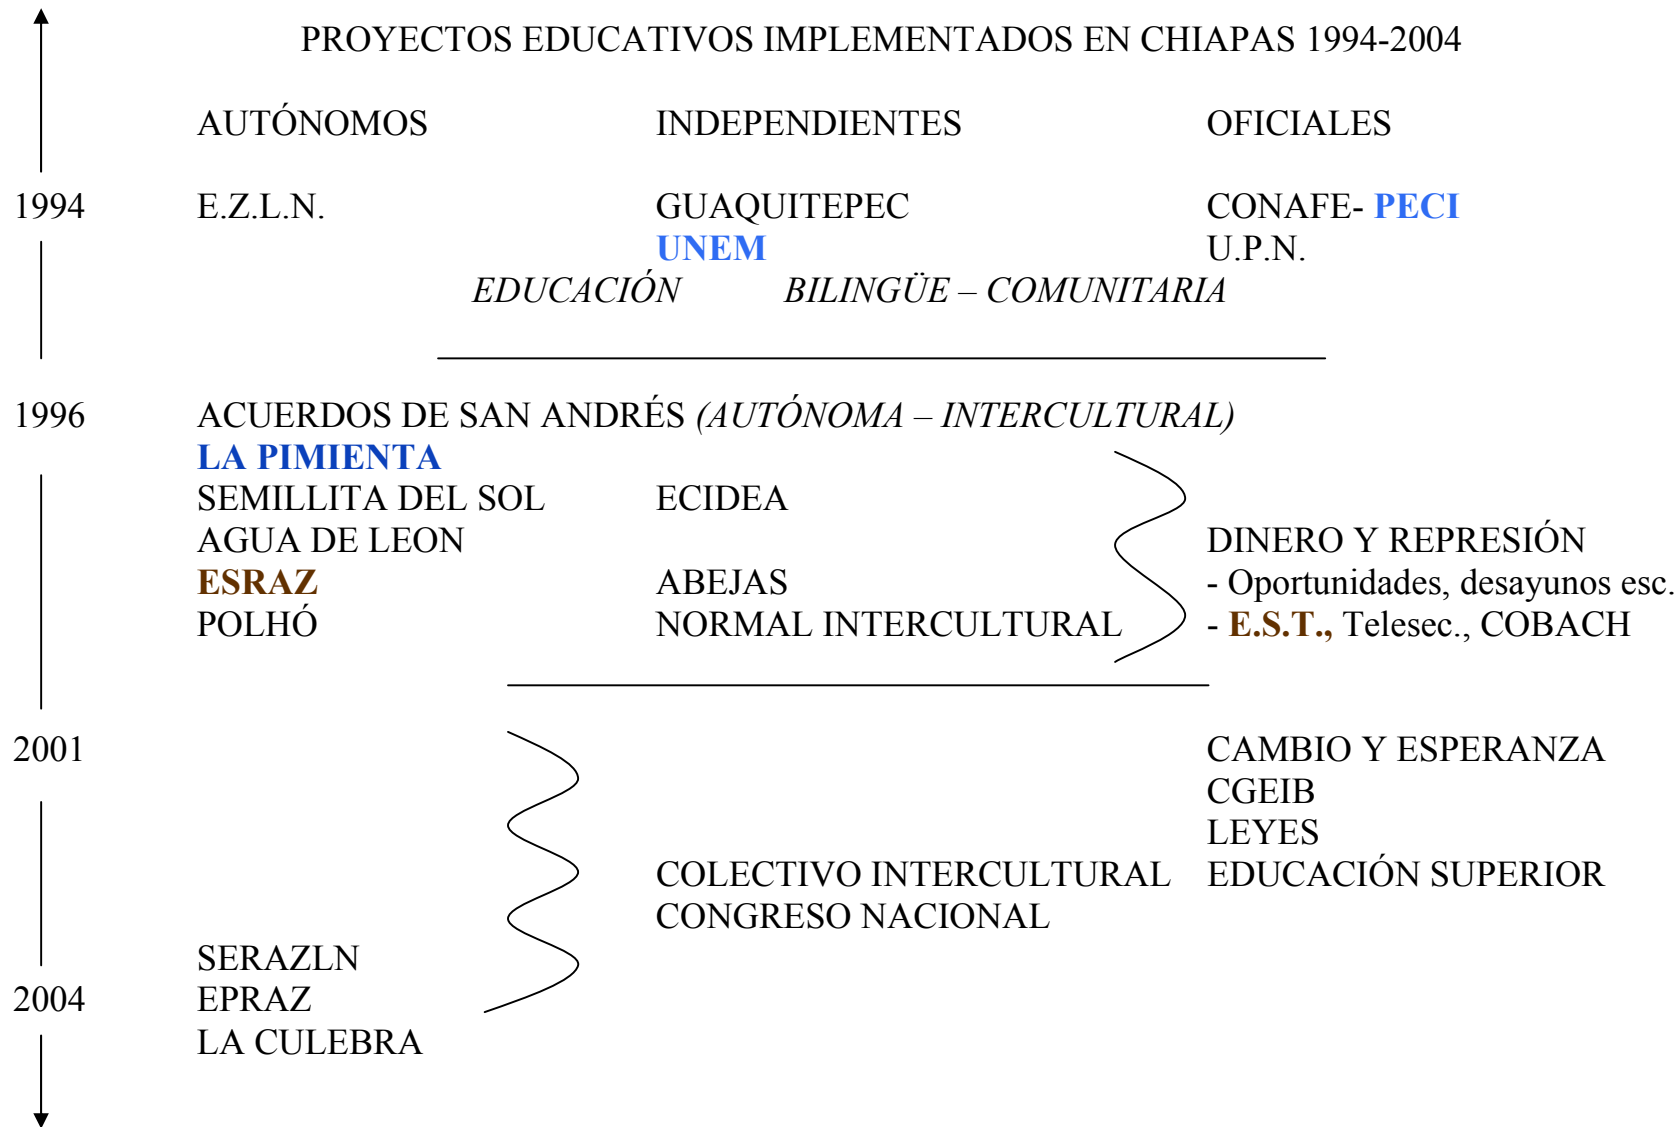 PROYECTOS EDUCATIVOS IMPLEMENTADOS EN CHIAPAS 1994-2004
AUTÓNOMOS INDEPENDIENTES OFICIALES
1994 E.Z.L.N. GUAQUITEPEC CONAFE- PECI
UNEM U.P.N.
EDUCACIÓN BILINGÜE – COMUNITARIA
1996 ACUERDOS DE SAN ANDRÉS (AUTÓNOMA – INTERCULTURAL)
LA PIMIENTA
SEMILLITA DEL SOL ECIDEA
AGUA DE LEON DINERO Y REPRESIÓN
ESRAZ ABEJAS - Oportunidades, desayunos esc.
POLHÓ NORMAL INTERCULTURAL - E.S.T., Telesec., COBACH
2001 CAMBIO Y ESPERANZA
CGEIB
LEYES
COLECTIVO INTERCULTURAL EDUCACIÓN SUPERIOR
CONGRESO NACIONAL
SERAZLN
2004 EPRAZ
LA CULEBRA